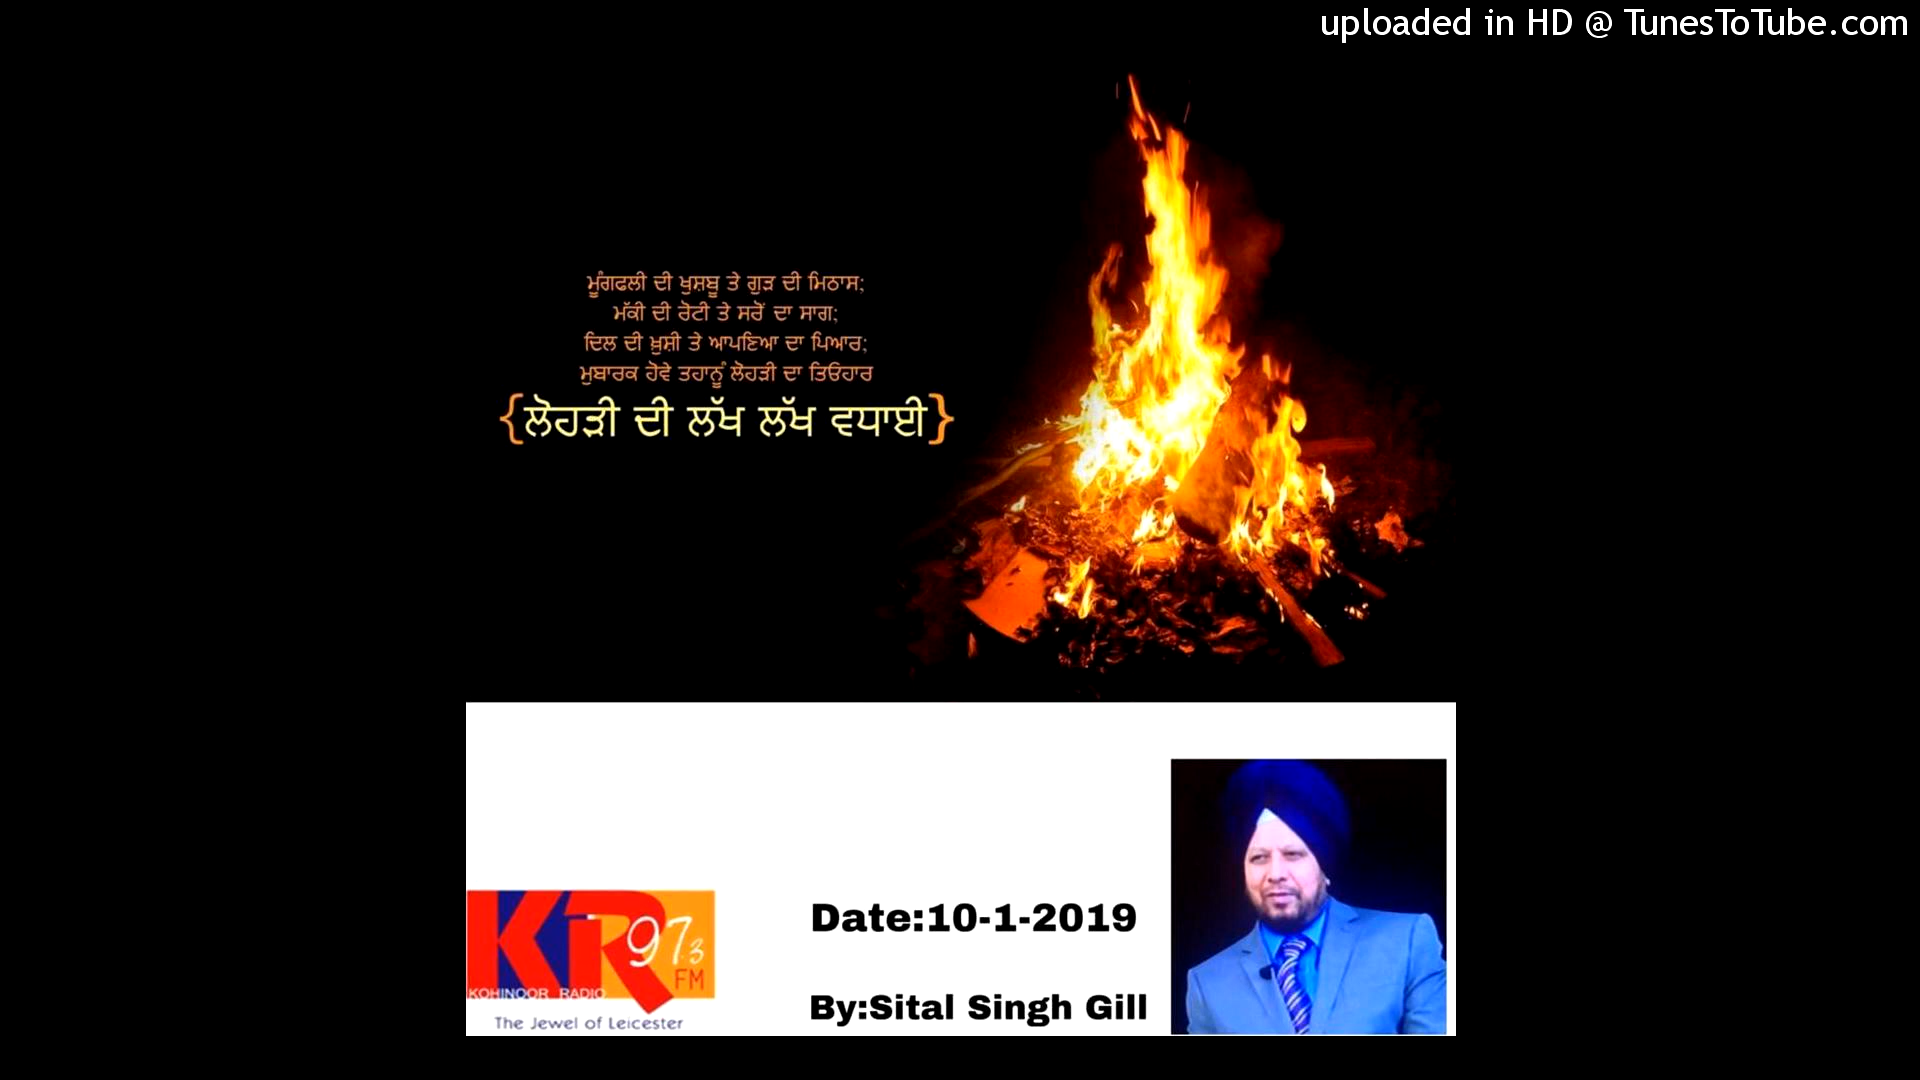 uploaded in HD @ TunesToTube.com
ਮੂੰਗਫਲੀ ਦੀ ਖੁਸ਼ਬੂ ਤੇ ਗੁੜ ਦੀ ਮਿਠਾਸ;
ਮੱਕੀ ਦੀ ਰੋਟੀ ਤੇ ਸਰੋਂ ਦਾ ਸਾਗ;
ਦਿਲ ਦੀ ਖ਼ੁਸ਼ੀ ਤੇ ਆਪਣਿਆ ਦਾ ਪਿਆਰ;
ਮੁਬਾਰਕ ਹੋਵੇ ਤਹਾਨੂੰ ਲੋਹੜੀ ਦਾ ਤਿਓਹਾਰ
{ਲੋਹੜੀ ਦੀ ਲੱਖ ਲੱਖ ਵਧਾਈ}
KR 97.3
FM
KOHINOOR RADIO
The Jewel of Leicester
Date:10-1-2019
By:Sital Singh Gill